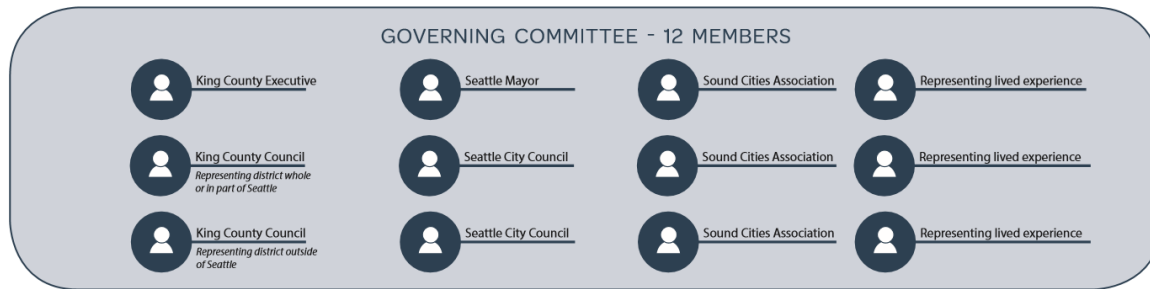 GOVERNING COMMITTEE - 12 MEMBERS
King County Executive
Seattle Mayor
Sound Cities Association
Representing lived experience
King County Council
Representing district whole
or in part of Seattle
Seattle City Council
Sound Cities Association
Representing lived experience
King County Council
Representing district outside
of Seattle
Seattle City Council
Sound Cities Association
Representing lived experience